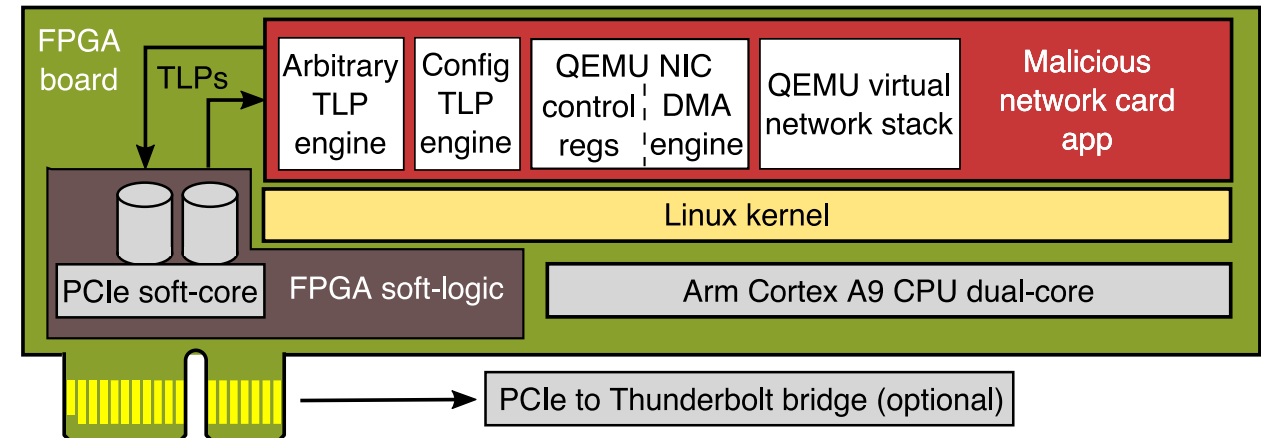 FPGA
board
TLPs
Arbitrary
TLP
engine
Config
TLP
engine
QEMU NIC
control
regs
DMA
engine
QEMU virtual
network stack
Malicious
network card
app
Linux kernel
PCIe soft-core
FPGA soft-logic
Arm Cortex A9 CPU dual-core
PCIe to Thunderbolt bridge (optional)